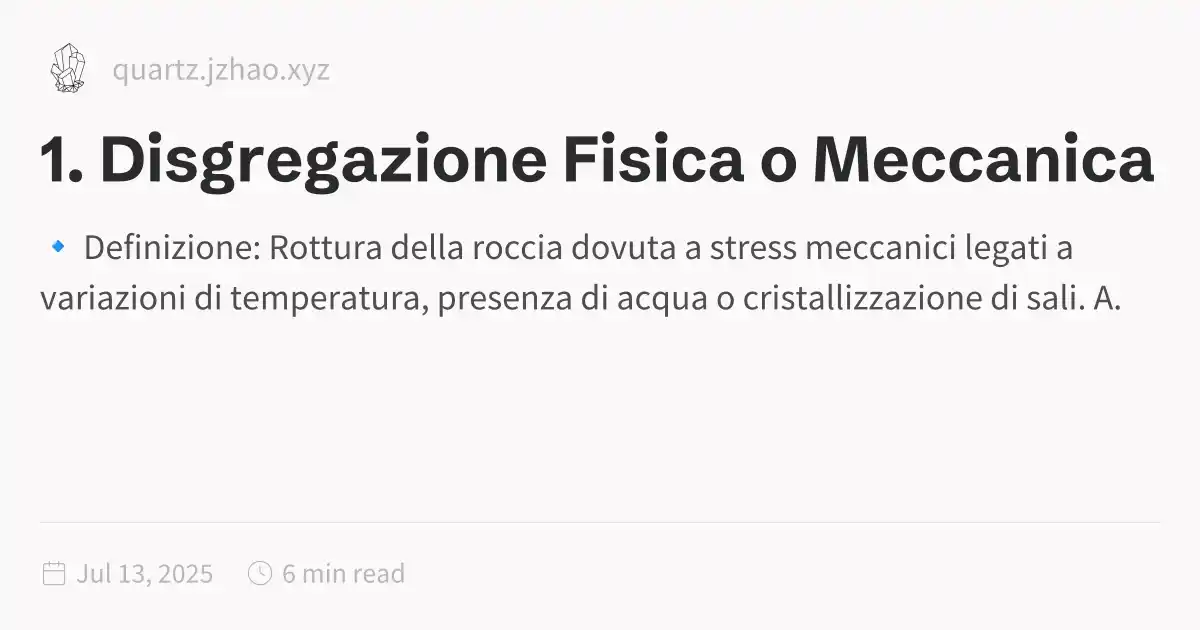 quartz.jzhao.xyz
1. Disgregazione Fisica o Meccanica
🔹 Definizione: Rottura della roccia dovuta a stress meccanici legati a
variazioni di temperatura, presenza di acqua o cristallizzazione di sali. A.
Jul 13, 2025 6 min read